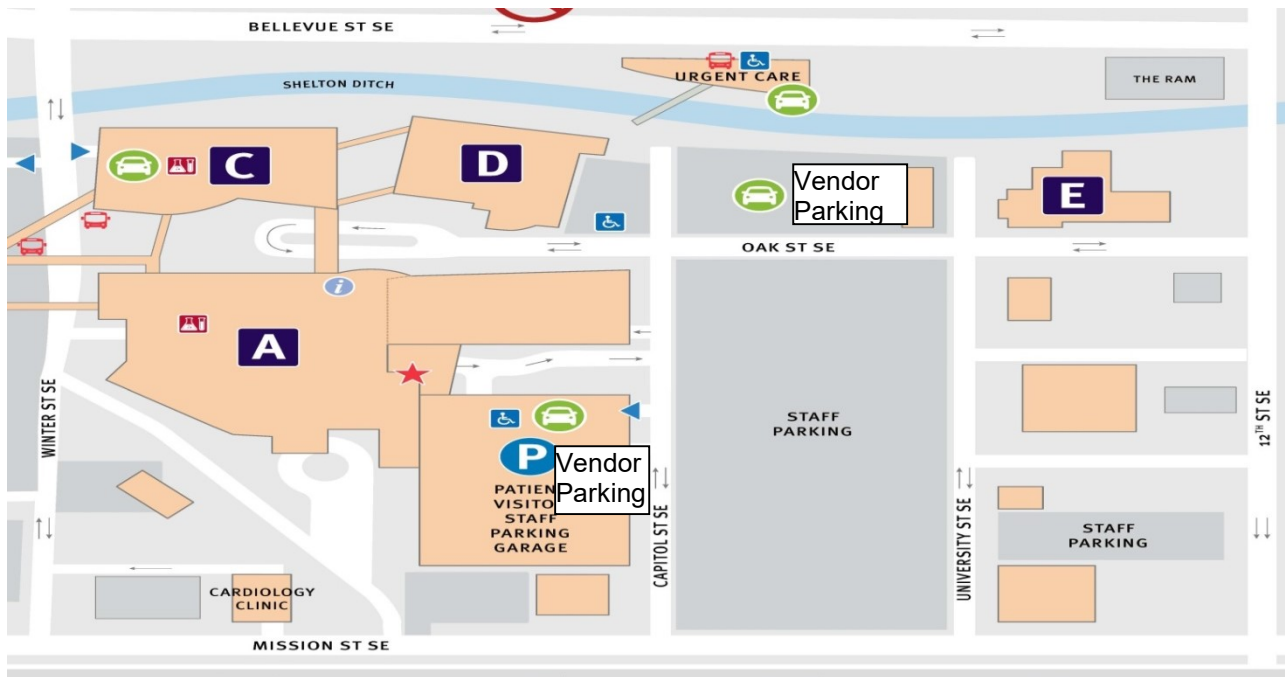 BELLEVUE ST SE
SHELTON DITCH
URGENT CARE
THE RAM
C
D
Vendor
Parking
E
OAK ST SE
i
A
WINTER ST SE
STAFF
PARKING
12TH ST SE
P
Vendor
Parking
PATIEN
VISITO
STAFF
PARKING
GARAGE
CAPITOL ST SE
UNIVERSITY ST SE
STAFF
PARKING
CARDIOLOGY
CLINIC
MISSION ST SE